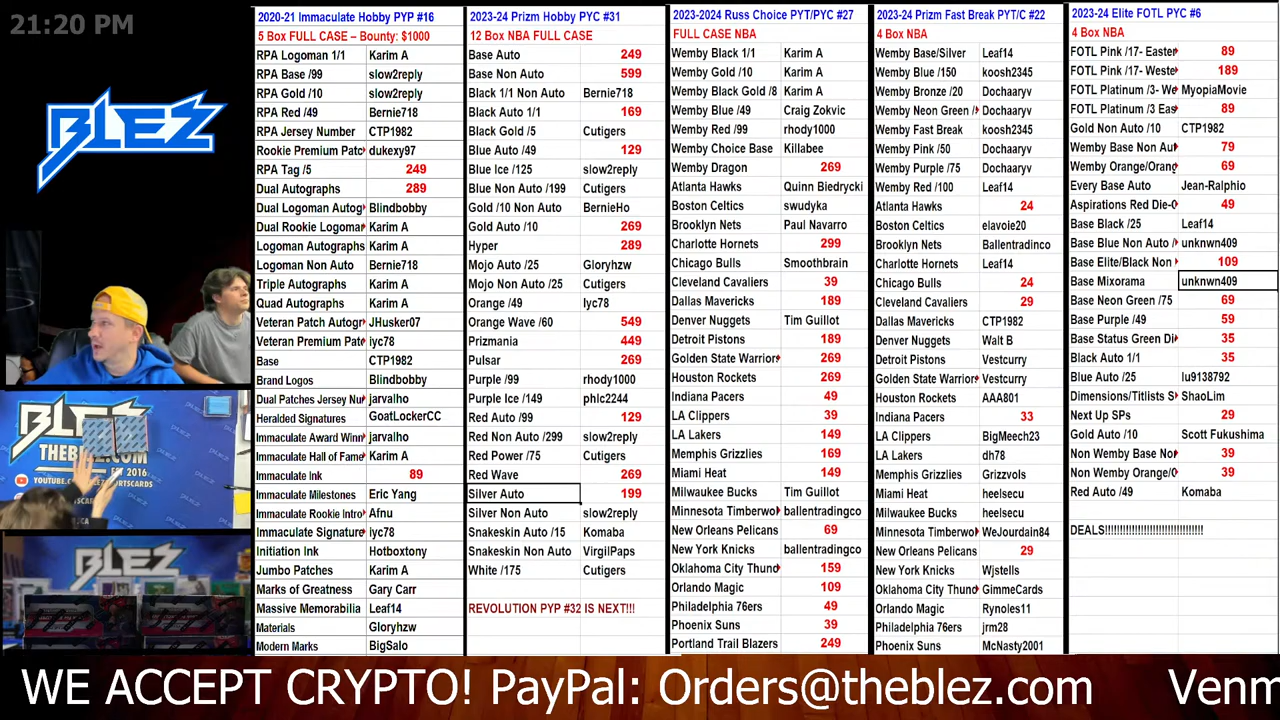 21:20 PM
BLEZ
BLEZ
THEBLEZ.COM
EST 2016
2020-21 Immaculate Hobby PYP #16
5 Box FULL CASE – Bounty: $1000
RPA Logoman 1/1 Karim A
RPA Base /99 slow2reply
RPA Gold /10 slow2reply
RPA Red /49 Bernie718
RPA Jersey Number CTP1982
Rookie Premium Patc dukexy97
RPA Tag /5 249
Dual Autographs 289
Dual Logoman Autog Blindbobby
Dual Rookie Logoma Karim A
Logoman Autographs Karim A
Logoman Non Auto Bernie718
Triple Autographs Karim A
Quad Autographs Karim A
Veteran Patch Autogr JHusker07
Veteran Premium Pat iyc78
Base CTP1982
Brand Logos Blindbobby
Dual Patches Jersey Nu jarvalho
Heralded Signatures GoatLockerCC
Immaculate Award Winn jarvalho
Immaculate Hall of Fame Karim A
Immaculate Ink 89
Immaculate Milestones Eric Yang
Immaculate Rookie Intro Afnu
Immaculate Signature iyc78
Initiation Ink Hotboxtony
Jumbo Patches Karim A
Marks of Greatness Gary Carr
Massive Memorabilia Leaf14
Materials Gloryhzw
Modern Marks BigSalo
2023-24 Prizm Hobby PYC #31
12 Box NBA FULL CASE
Base Auto 249
Base Non Auto 599
Black 1/1 Non Auto Bernie718
Black Auto 1/1 169
Black Gold /5 Cutigers
Blue Auto /49 129
Blue Ice /125 slow2reply
Blue Non Auto /199 Cutigers
Gold /10 Non Auto BernieHo
Gold Auto /10 269
Hyper 289
Mojo Auto /25 Gloryhzw
Mojo Non Auto /25 Cutigers
Orange /49 Iyc78
Orange Wave /60 549
Prizmania 449
Pulsar 269
Purple /99 rhody1000
Purple Ice /149 phlc2244
Red Auto /99 129
Red Non Auto /299 slow2reply
Red Power /75 Cutigers
Red Wave 269
Silver Auto 199
Silver Non Auto slow2reply
Snakeskin Auto /15 Komaba
Snakeskin Non Auto VirgilPaps
White /175 Cutigers
REVOLUTION PYP #32 IS NEXT!!!
2023-2024 Russ Choice PYT/PYC #27
FULL CASE NBA
Wemby Black 1/1 Karim A
Wemby Gold /10 Karim A
Wemby Black Gold /8 Karim A
Wemby Blue /49 Craig Zokvic
Wemby Red /99 rhody1000
Wemby Choice Base Killabee
Wemby Dragon 269
Atlanta Hawks Quinn Biedrycki
Boston Celtics swudyka
Brooklyn Nets Paul Navarro
Charlotte Hornets 299
Chicago Bulls Smoothbrain
Cleveland Cavaliers 39
Dallas Mavericks 189
Denver Nuggets Tim Guillot
Detroit Pistons 189
Golden State Warrior 269
Houston Rockets 269
Indiana Pacers 49
LA Clippers 39
LA Lakers 149
Memphis Grizzlies 169
Miami Heat 149
Milwaukee Bucks Tim Guillot
Minnesota Timberwo ballentradingco
New Orleans Pelicans 69
New York Knicks ballentradingco
Oklahoma City Thund 159
Orlando Magic 109
Philadelphia 76ers 49
Phoenix Suns 39
Portland Trail Blazers 249
2023-24 Prizm Fast Break PYT/C #22
4 Box NBA
Wemby Base/Silver Leaf14
Wemby Blue /150 koosh2345
Wemby Bronze /20 Dochaaryv
Wemby Neon Green / Dochaaryv
Wemby Fast Break koosh2345
Wemby Pink /50 Dochaaryv
Wemby Purple /75 Dochaaryv
Wemby Red /100 Leaf14
Atlanta Hawks 24
Boston Celtics elavoie20
Brooklyn Nets Ballentradinco
Charlotte Hornets Leaf14
Chicago Bulls 24
Cleveland Cavaliers 29
Dallas Mavericks CTP1982
Denver Nuggets Walt B
Detroit Pistons Vestcurry
Golden State Warrior Vestcurry
Houston Rockets AAA801
Indiana Pacers 33
LA Clippers BigMeech23
LA Lakers dh78
Memphis Grizzlies Grizzvols
Miami Heat heelsecu
Milwaukee Bucks heelsecu
Minnesota Timberwo WeJourdain84
New Orleans Pelicans 29
New York Knicks Wjstells
Oklahoma City Thund GimmeCards
Orlando Magic Rynoles11
Philadelphia 76ers jrm28
Phoenix Suns McNasty2001
2023-24 Elite FOTL PYC #6
4 Box NBA
FOTL Pink /17- Easter 89
FOTL Pink /17- Weste 189
FOTL Platinum /3- We MyopiaMovie
FOTL Platinum /3 Eas 89
Gold Non Auto /10 CTP1982
Wemby Base Non Au 79
Wemby Orange/Orang 69
Every Base Auto Jean-Ralphio
Aspirations Red Die-C 49
Base Black /25 Leaf14
Base Blue Non Auto / unknwn409
Base Elite/Black Non 109
Base Mixorama unknwn409
Base Neon Green /75 69
Base Purple /49 59
Base Status Green Di 35
Black Auto 1/1 35
Blue Auto /25 lu9138792
Dimensions/Titlists S ShaoLim
Next Up SPs 29
Gold Auto /10 Scott Fukushima
Non Wemby Base Non 39
Non Wemby Orange/O 39
Red Auto /49 Komaba
DEALS!!!!!!!!!!!!!!!!!!!!!!!!!!!!!!!!!
WE ACCEPT CRYPTO! PayPal: Orders@theblez.com Venm